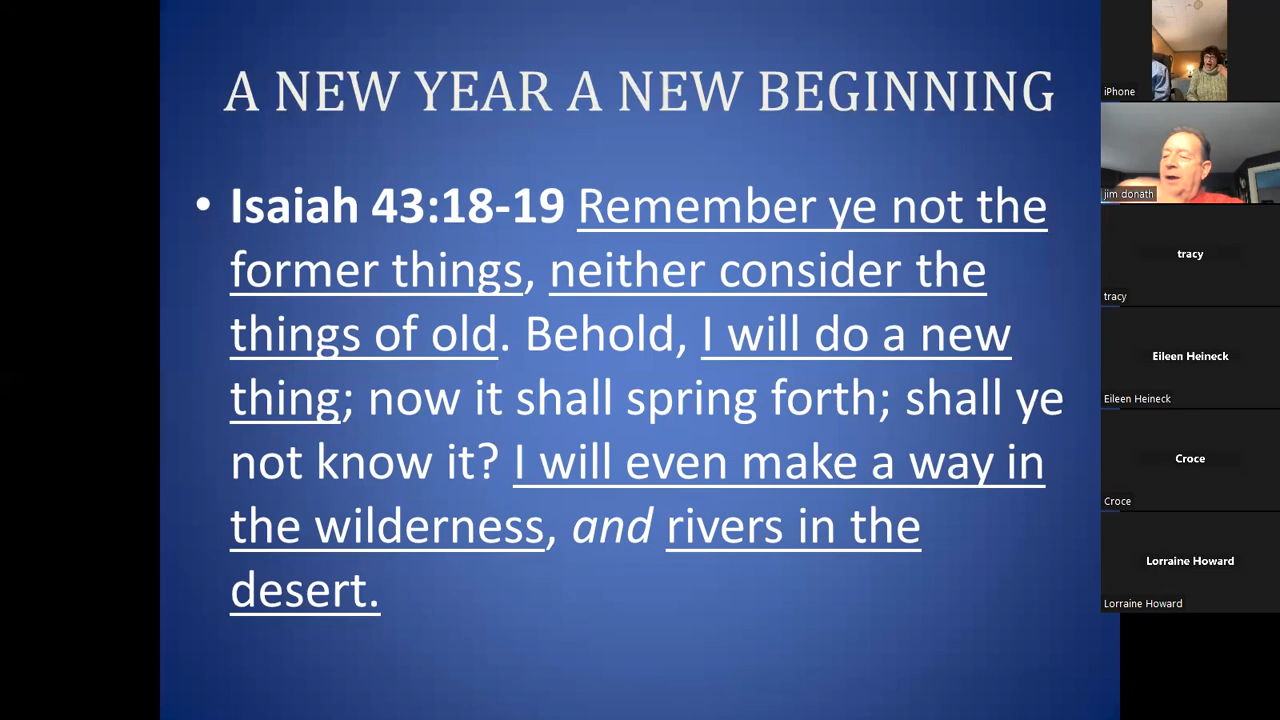 A NEW YEAR A NEW BEGINNING
• Isaiah 43:18-19 Remember ye not the
former things, neither consider the
things of old. Behold, I will do a new
thing; now it shall spring forth; shall ye
not know it? I will even make a way in
the wilderness, and rivers in the
desert.
iPhone
jim donath
tracy
tracy
Eileen Heineck
Eileen Heineck
Croce
Croce
Lorraine Howard
Lorraine Howard